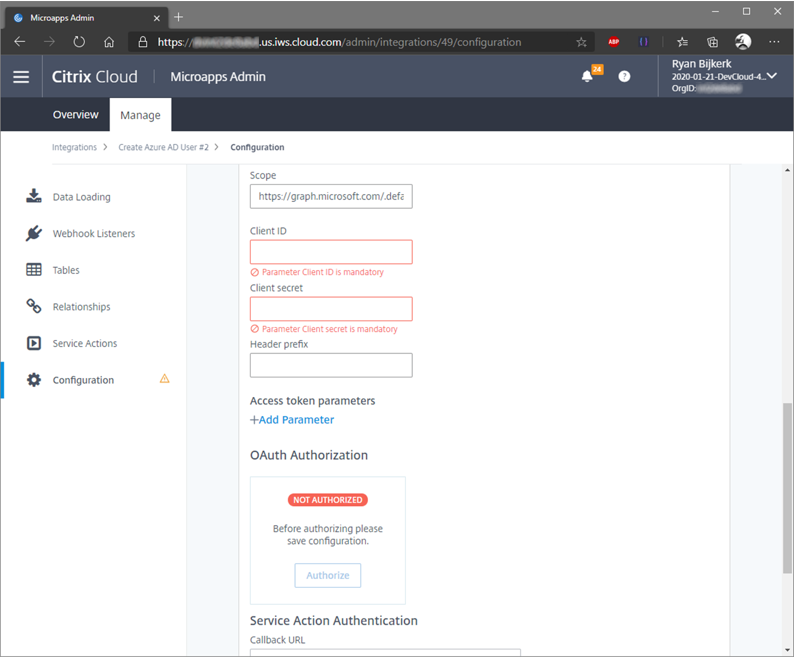 Microapps Admin
https://
.us.iws.cloud.com/admin/integrations/49/configuration
ABP
Citrix Cloud
Microapps Admin
24
?
Ryan Bijkerk
2020-01-21-DevCloud-4...
OrgID:
Overview
Manage
Integrations > Create Azure AD User #2 > Configuration
Data Loading
Webhook Listeners
Tables
Relationships
Service Actions
Configuration
Scope
https://graph.microsoft.com/.defa
Client ID
Parameter Client ID is mandatory
Client secret
Parameter Client secret is mandatory
Header prefix
Access token parameters
+Add Parameter
OAuth Authorization
NOT AUTHORIZED
Before authorizing please
save configuration.
Authorize
Service Action Authentication
Callback URL